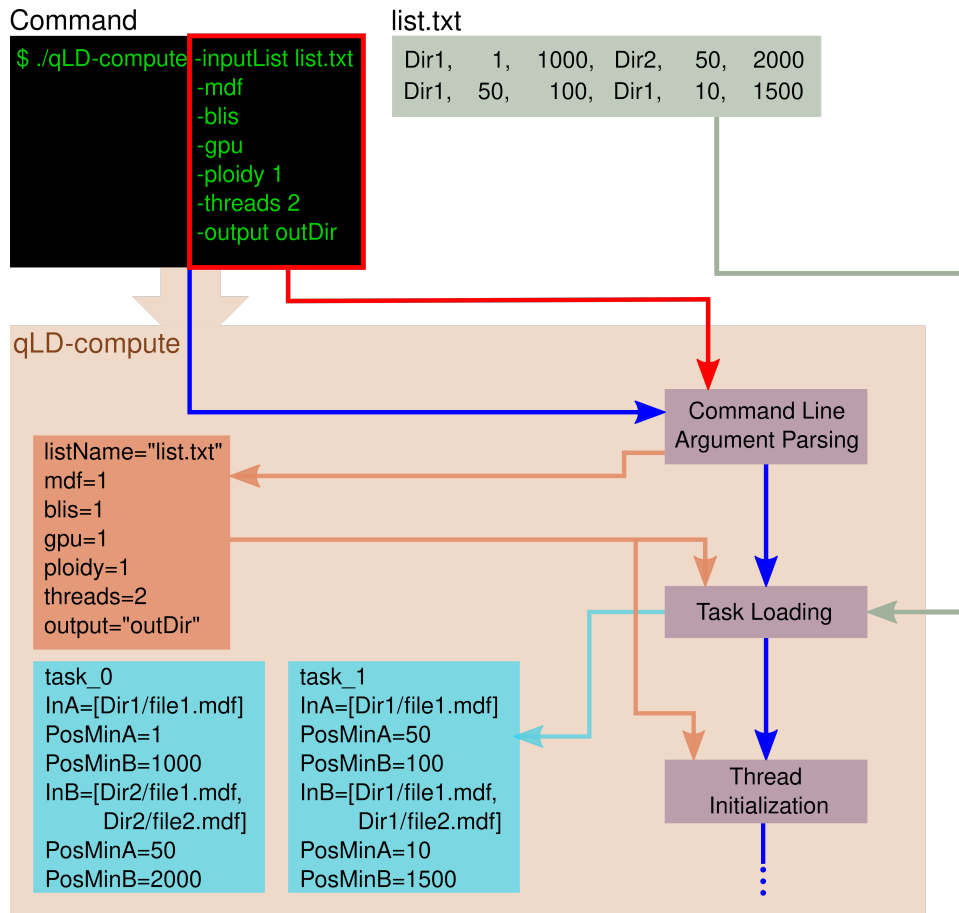 Command
$ ./qLD-compute -inputList list.txt
-mdf
-blis
-gpu
-ploidy 1
-threads 2
-output outDir
list.txt
Dir1, 1, 1000, Dir2, 50, 2000
Dir1, 50, 100, Dir1, 10, 1500
qLD-compute
Command Line
Argument Parsing
listName="list.txt"
mdf=1
blis=1
gpu=1
ploidy=1
threads=2
output="outDir"
Task Loading
task_0
InA=[Dir1/file1.mdf]
PosMinA=1
PosMinB=1000
InB=[Dir2/file1.mdf,
Dir2/file2.mdf]
PosMinA=50
PosMinB=2000
task_1
InA=[Dir1/file1.mdf]
PosMinA=50
PosMinB=100
InB=[Dir1/file1.mdf,
Dir1/file2.mdf]
PosMinA=10
PosMinB=1500
Thread
Initialization